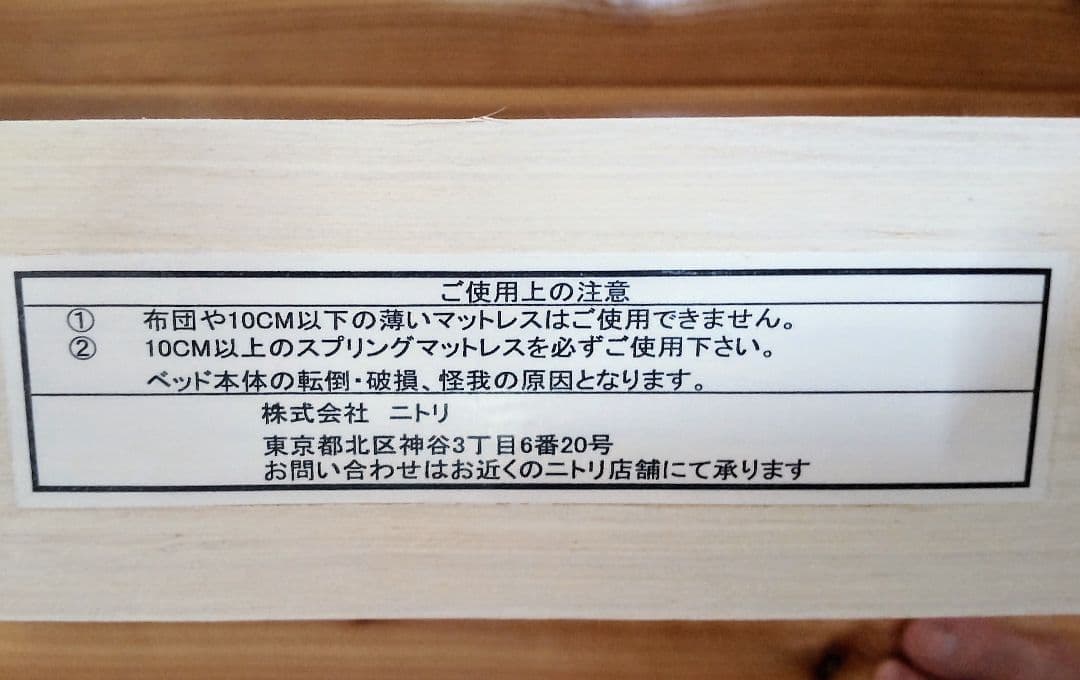 ご使用上の注意
① 布団や10CM以下の薄いマットレスはご使用できません。
② 10CM以上のスプリングマットレスを必ずご使用下さい。
ベッド本体の転倒・破損、怪我の原因となります。
株式会社 ニトリ
東京都北区神谷3丁目6番20号
お問い合わせはお近くのニトリ店舗にて承ります